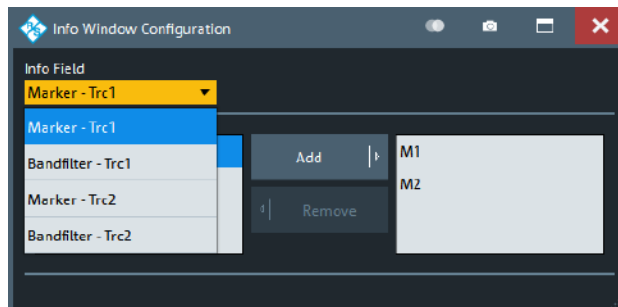 Info Window Configuration
Info Field
Marker - Trc1
Marker - Trc1
Bandfilter - Trc1
Marker - Trc2
Bandfilter - Trc2
Add
Remove
M1
M2